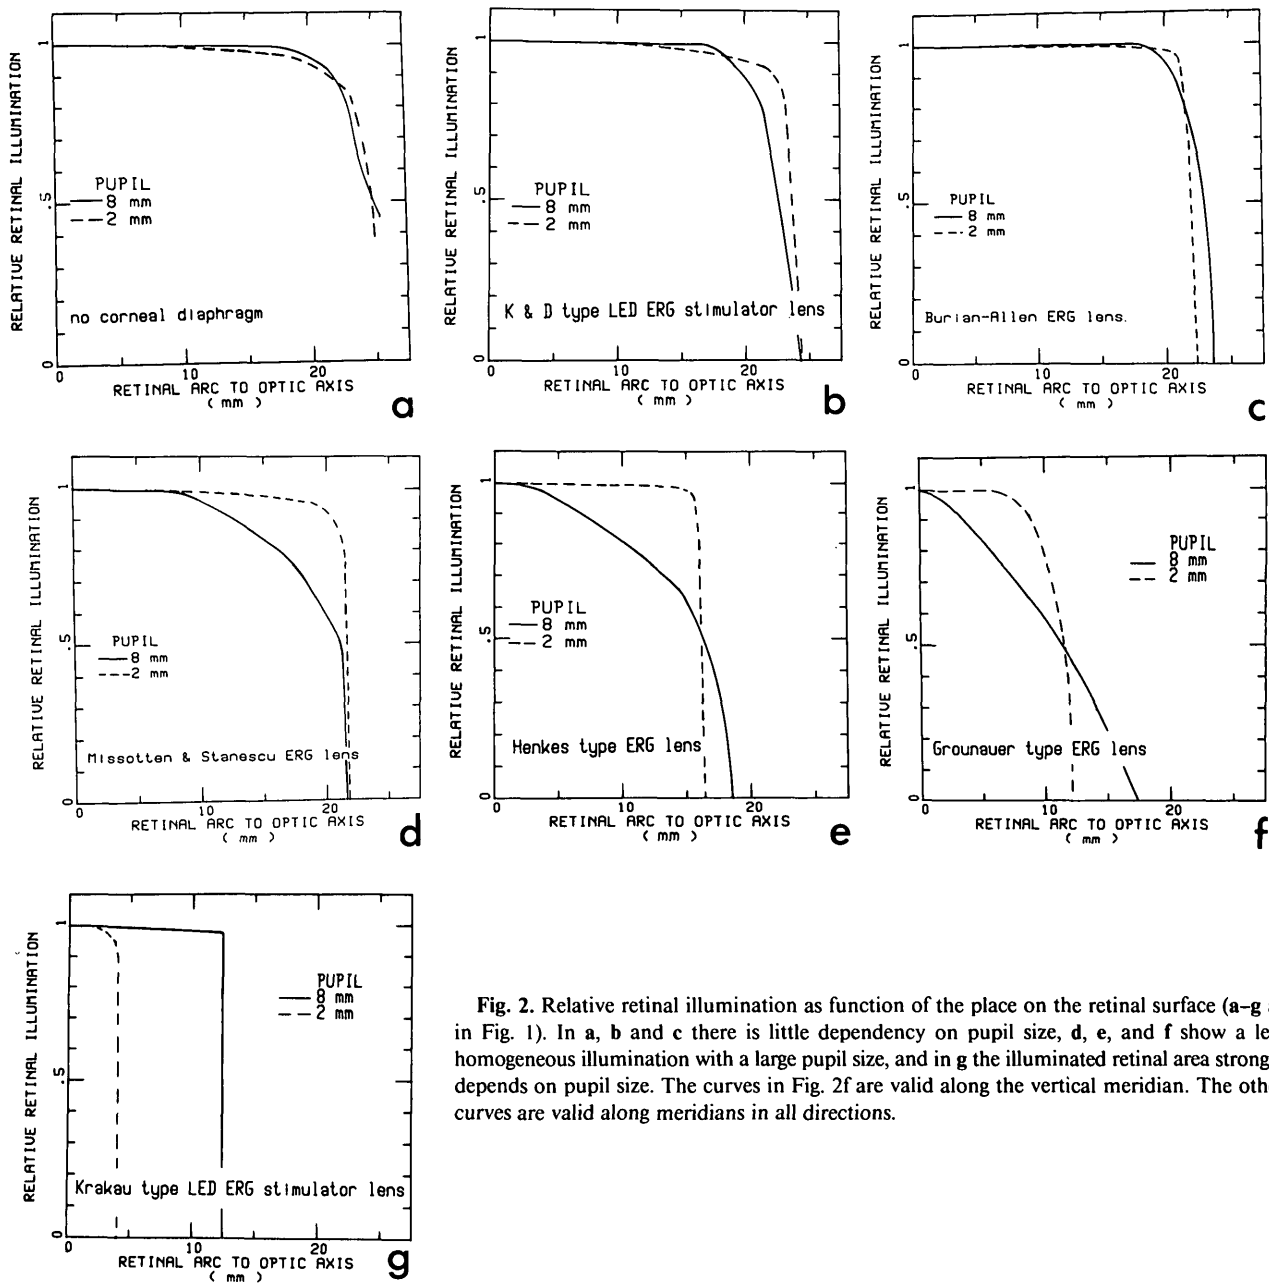 RELATIVE RETINAL ILLUMINATION
1
.5
0
PUPIL
8 mm
2 mm
no corneal diaphragm
0 10 20
RETINAL ARC TO OPTIC AXIS
( mm )
a
RELATIVE RETINAL ILLUMINATION
1
.5
0
PUPIL
8 mm
2 mm
K & D type LED ERG stimulator lens
0 10 20
RETINAL ARC TO OPTIC AXIS
( mm )
b
RELATIVE RETINAL ILLUMINATION
1
.5
0
PUPIL
8 mm
2 mm
Burian-Allen ERG lens.
0 10 20
RETINAL ARC TO OPTIC AXIS
( mm )
c
RELATIVE RETINAL ILLUMINATION
1
.5
0
PUPIL
8 mm
2 mm
Missotten & Stanescu ERG lens
0 10 20
RETINAL ARC TO OPTIC AXIS
( mm )
d
RELATIVE RETINAL ILLUMINATION
1
.5
0
PUPIL
8 mm
2 mm
Henkes type ERG lens
0 10 20
RETINAL ARC TO OPTIC AXIS
( mm )
e
RELATIVE RETINAL ILLUMINATION
1
.5
0
PUPIL
8 mm
2 mm
Grounauer type ERG lens
0 10 20
RETINAL ARC TO OPTIC AXIS
( mm )
f
RELATIVE RETINAL ILLUMINATION
1
.5
0
PUPIL
8 mm
2 mm
Krakau type LED ERG stimulator lens
0 10 20
RETINAL ARC TO OPTIC AXIS
( mm )
g
Fig. 2. Relative retinal illumination as function of the place on the retinal surface (a–g
in Fig. 1). In a, b and c there is little dependency on pupil size, d, e, and f show a
homogeneous illumination with a large pupil size, and in g the illuminated retinal area
depends on pupil size. The curves in Fig. 2f are valid along the vertical meridian. The
curves are valid along meridians in all directions.